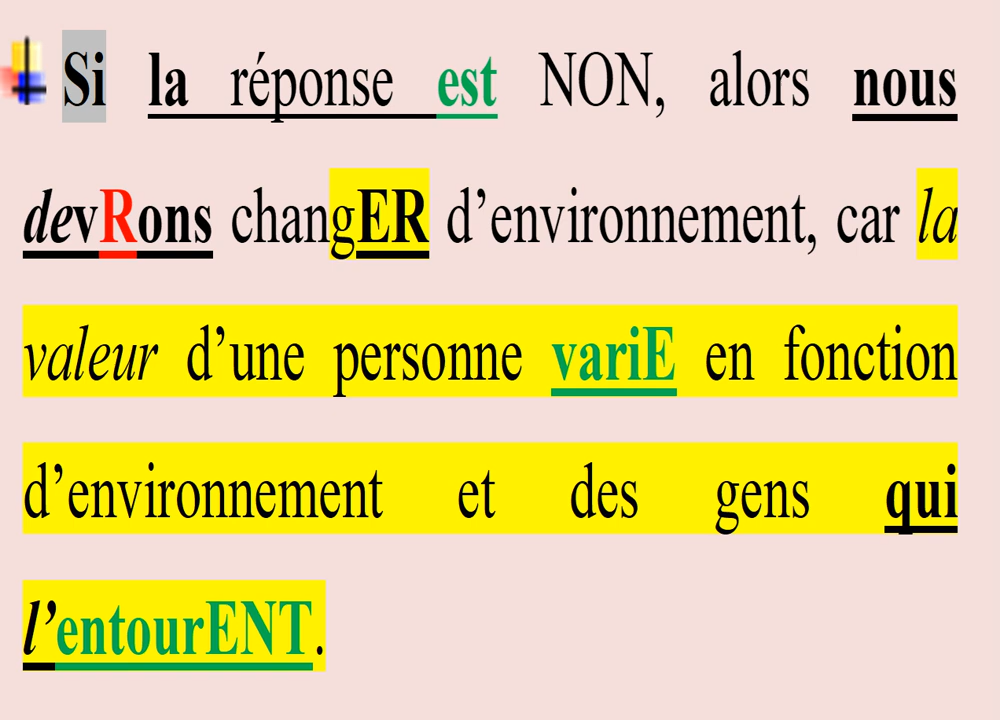 Si la réponse est NON, alors nous
devRons changER d’environnement, car la
valeur d’une personne variE en fonction
d’environnement et des gens qui
l’entourENT.